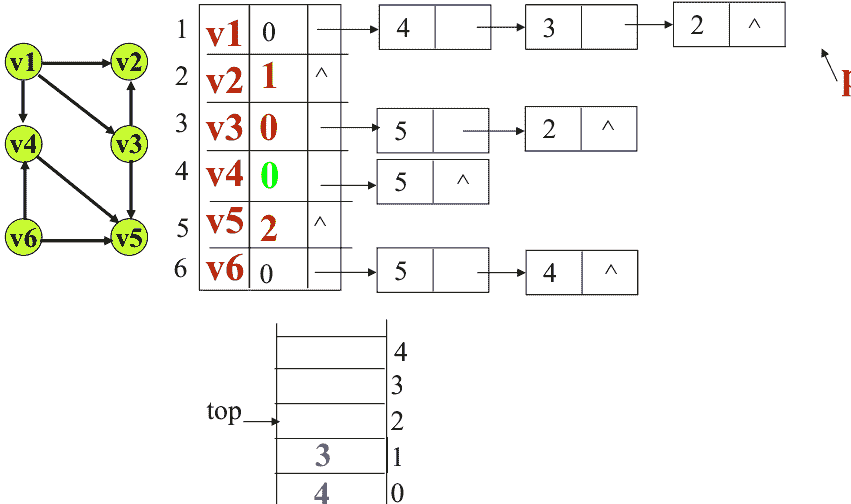 v1 v2
v4 v3
v6 v5
1 v1 0 4 3 2 ^
2 v2 1 ^
3 v3 0 5 2 ^
4 v4 0 5 ^
5 v5 2 ^
6 v6 0 5 4 ^
p
4
3
top 2
3 1
4 0